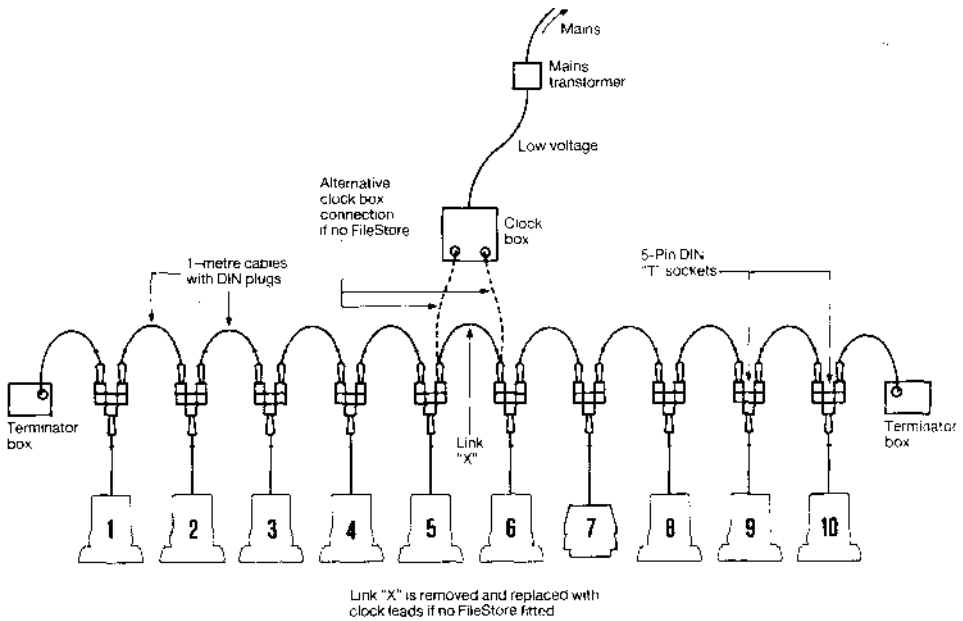 Mains
Mains
transformer
Low voltage
Alternative
clock box
connection
if no FileStore
Clock
box
1-metre cables
with DIN plugs
5-Pin DIN
"T" sockets
Terminator
box
Link
"X"
Terminator
box
1 2 3 4 5 6 7 8 9 10
Link "X" is removed and replaced with
clock leads if no FileStore fitted